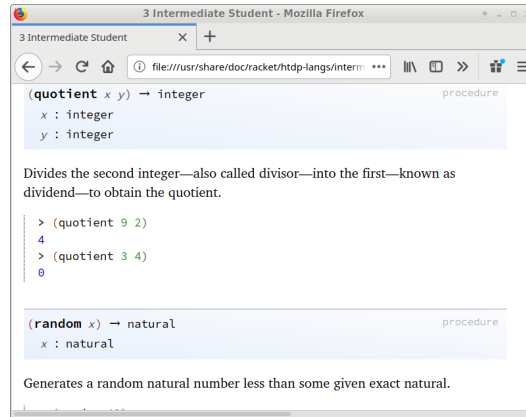 3 Intermediate Student - Mozilla Firefox
3 Intermediate Student × +
file:///usr/share/doc/racket/htdp-langs/interm
(quotient x y) → integer procedure
x : integer
y : integer
Divides the second integer—also called divisor—into the first—known as
dividend—to obtain the quotient.
> (quotient 9 2)
4
> (quotient 3 4)
0
(random x) → natural procedure
x : natural
Generates a random natural number less than some given exact natural.